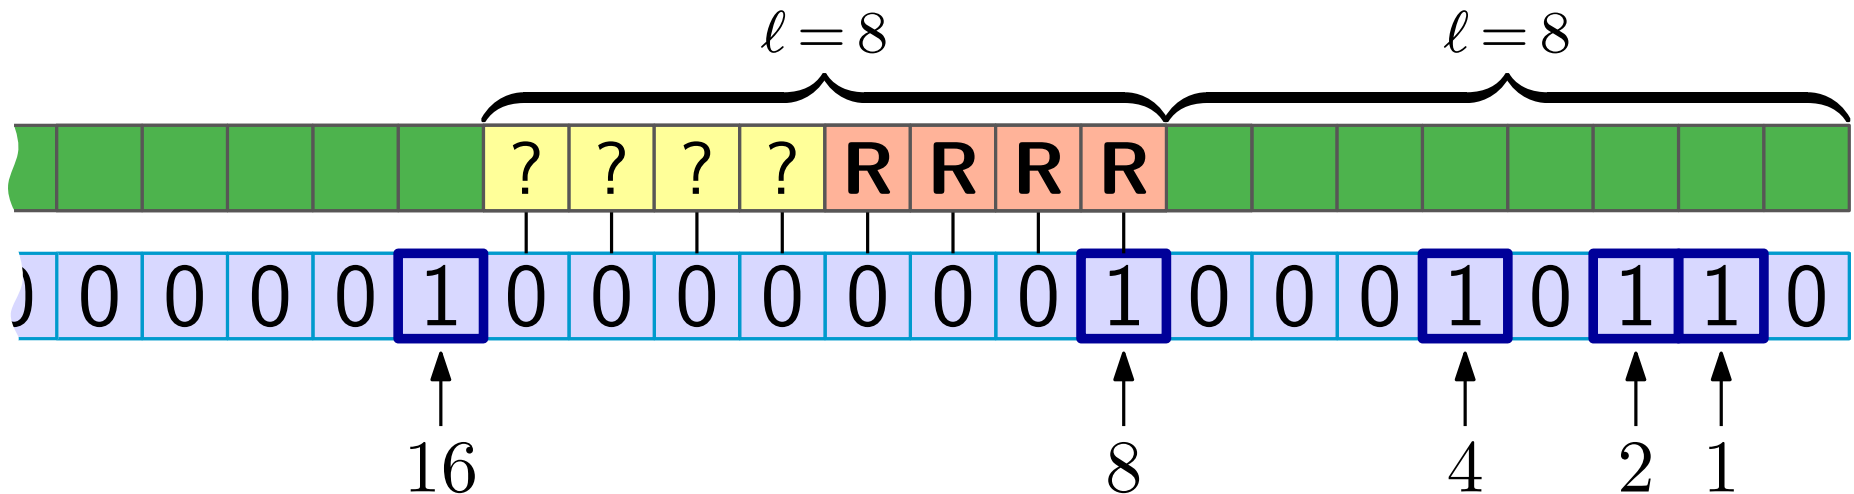 ℓ = 8 ℓ = 8
? ? ? ? R R R R
0 0 0 0 0 1 0 0 0 0 0 0 0 1 0 0 0 1 0 1 1 0
16 8 4 2 1